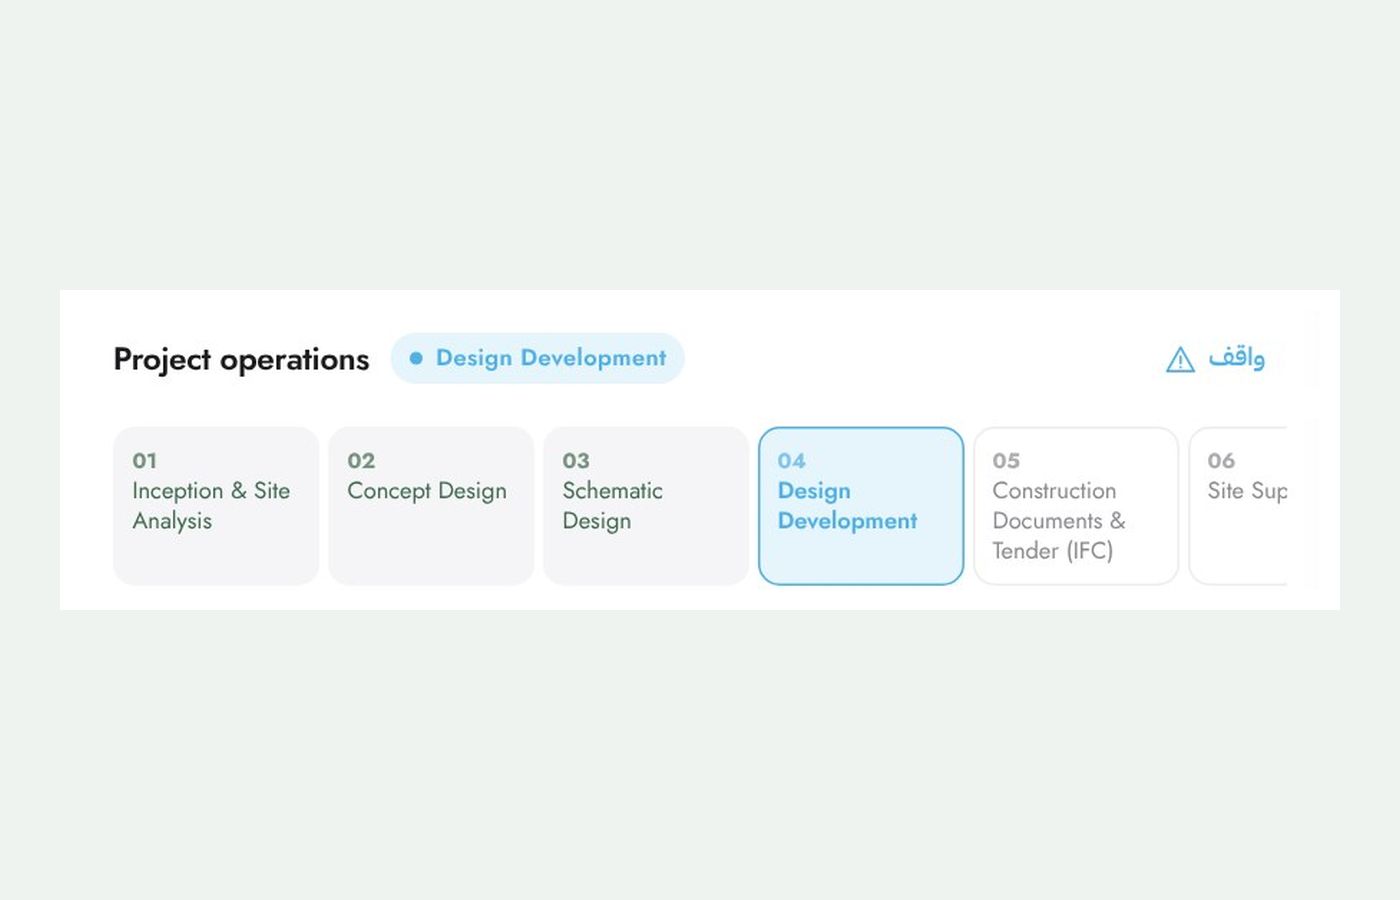 Project operations
Design Development
واقف
01
Inception & Site
Analysis
02
Concept Design
03
Schematic
Design
04
Design
Development
05
Construction
Documents &
Tender (IFC)
06
Site Sup